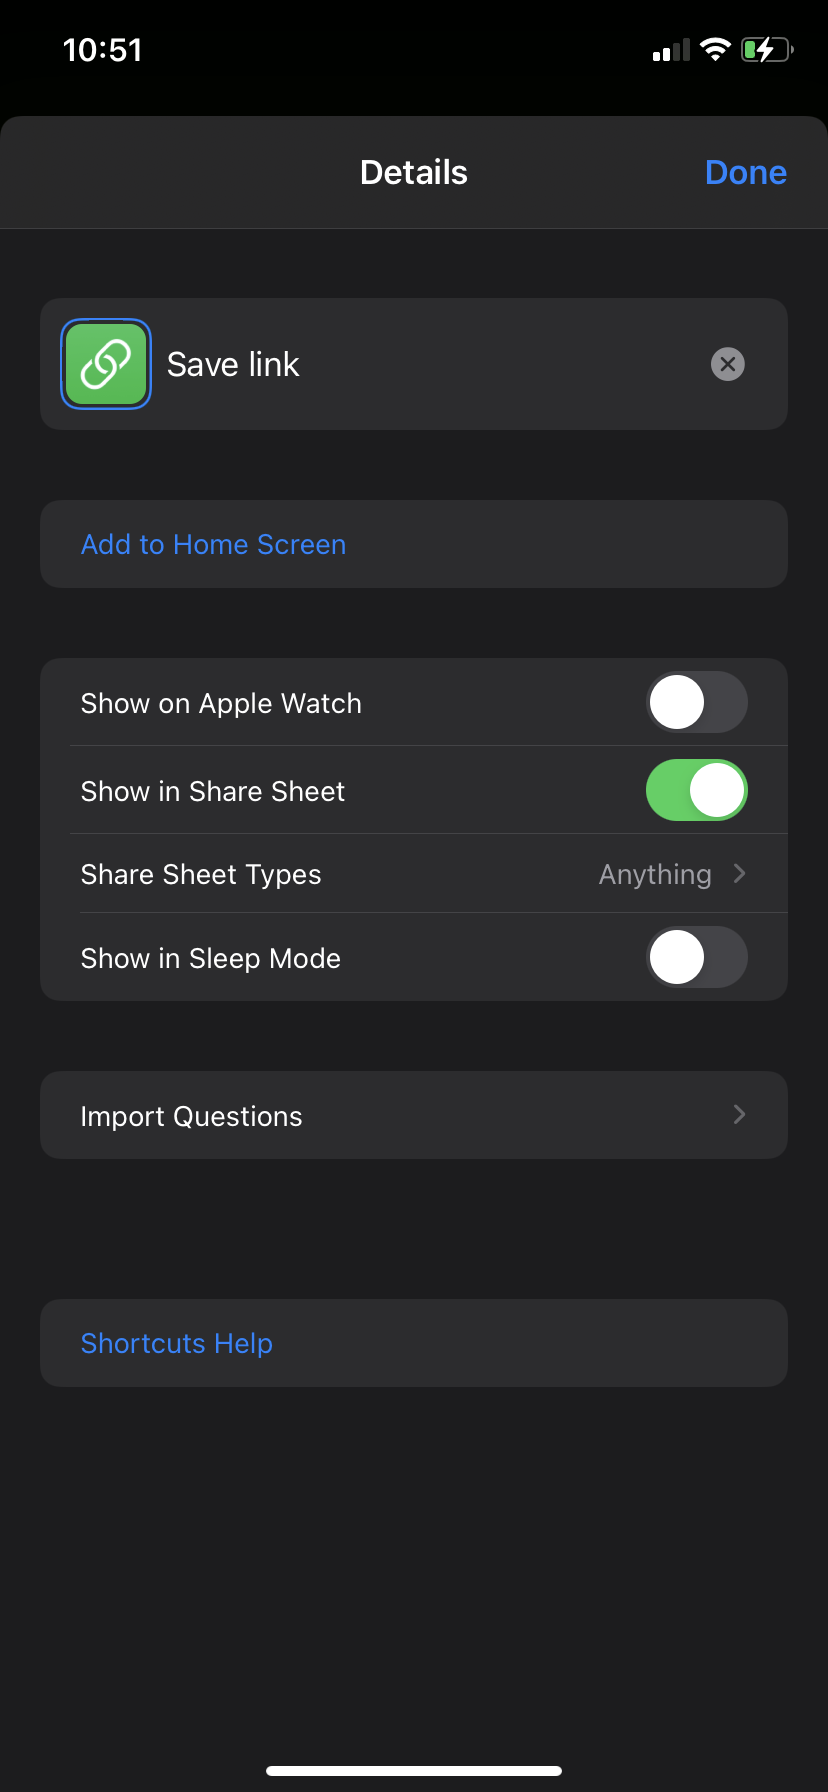 10:51
Details
Done
Save link
Add to Home Screen
Show on Apple Watch
Show in Share Sheet
Share Sheet Types
Anything
Show in Sleep Mode
Import Questions
Shortcuts Help